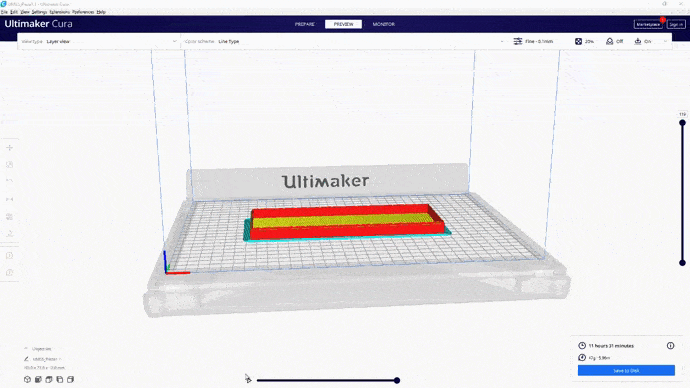 Ultimaker Cura
File Edit View Settings Extensions Preferences Help
Ultimaker Cura
PREPARE
PREVIEW
MONITOR
Marketplace
Sign in
View type Layer view
Color scheme Line Type
Fine - 0.1mm
20%
Off
On
119
Ultimaker
11 hours 31 minutes
Save to Disk